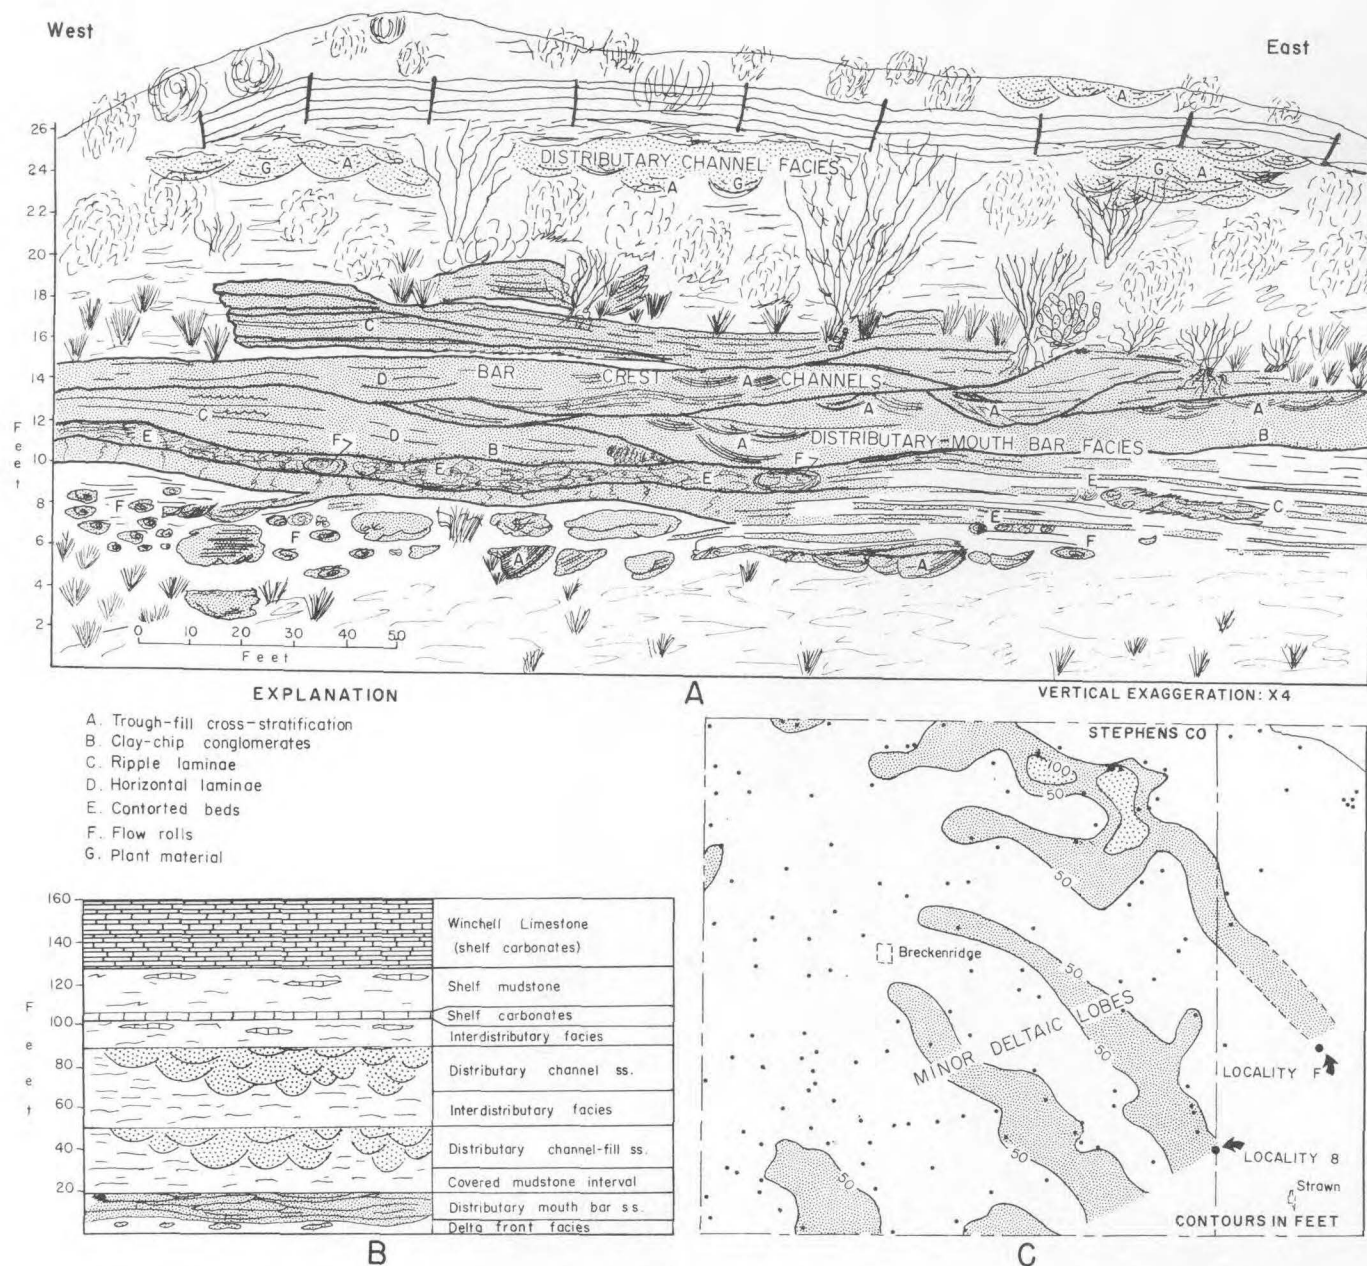 West
East
26
24
22
20
18
16
14
12
10
8
6
4
2
Feet
A
G A
DISTRIBUTARY CHANNEL FACIES
A G
G A
C
D BAR CREST A CHANNELS
C
D
B
A
A
A
A
DISTRIBUTARY-MOUTH BAR FACIES
B
E
F
E
E
F
E
C
F
F
E
F
A
A A
0 10 20 30 40 50
Feet
EXPLANATION
A
VERTICAL EXAGGERATION: X4
A. Trough-fill cross-stratification
B. Clay-chip conglomerates
C. Ripple laminae
D. Horizontal laminae
E. Contorted beds
F. Flow rolls
G. Plant material
160
140
120
100
80
60
40
20
Feet
Winchell Limestone
(shelf carbonates)
Shelf mudstone
Shelf carbonates
Interdistributary facies
Distributary channel ss.
Interdistributary facies
Distributary channel-fill ss.
Covered mudstone interval
Distributary mouth bar ss.
Delta front facies
B
STEPHENS CO
100
50
50
50
50
50
50
Breckenridge
MINOR DELTAIC LOBES
LOCALITY F
LOCALITY 8
Strawn
CONTOURS IN FEET
C